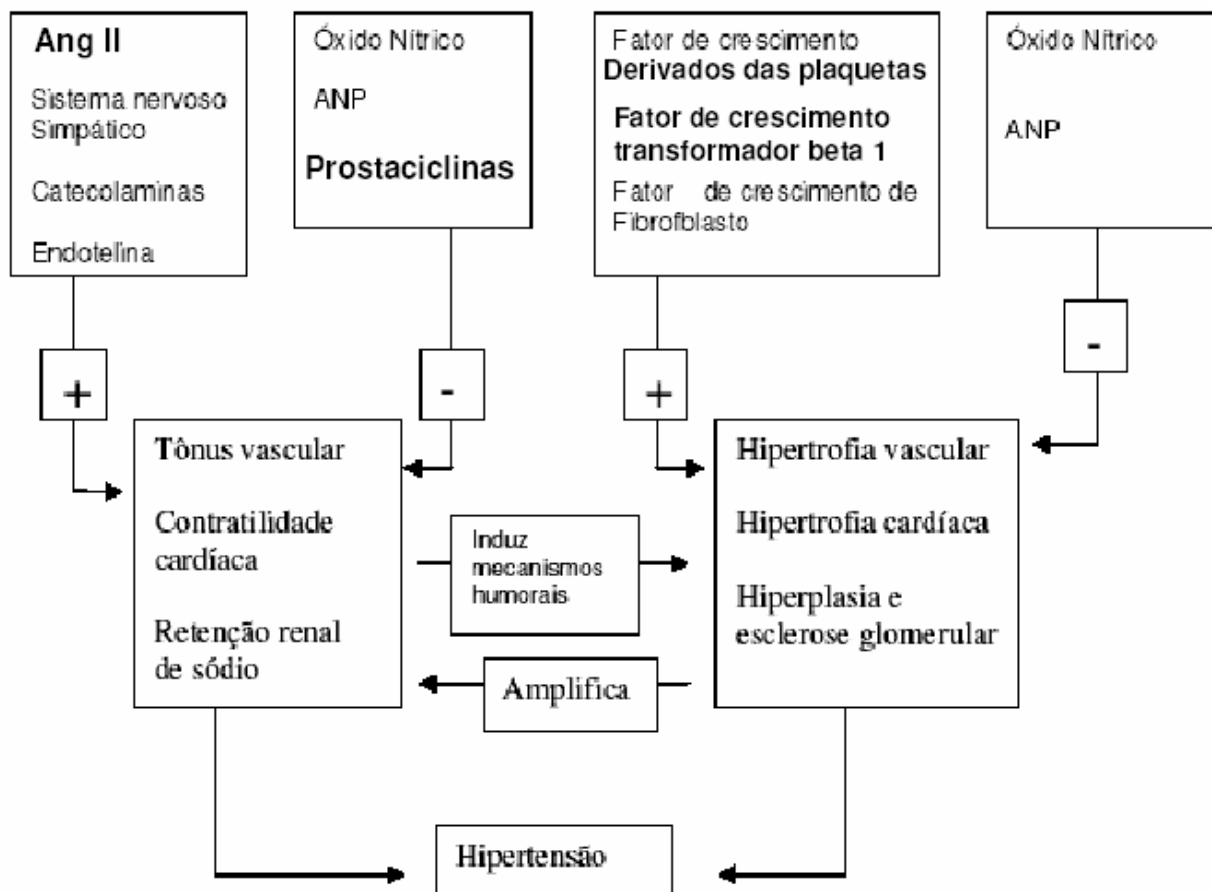 Ang II
Sistema nervoso
Simpático
Catecolaminas
Endotelina
Óxido Nítrico
ANP
Prostaciclinas
Fator de crescimento
Derivados das plaquetas
Fator de crescimento
transformador beta 1
Fator de crescimento de
Fibrofblasto
Óxido Nítrico
ANP
+
-
+
-
Tônus vascular
Contratilidade
cardíaca
Retenção renal
de sódio
Induz
mecanismos
humorais
Amplifica
Hipertrofia vascular
Hipertrofia cardíaca
Hiperplasia e
esclerose glomerular
Hipertensão